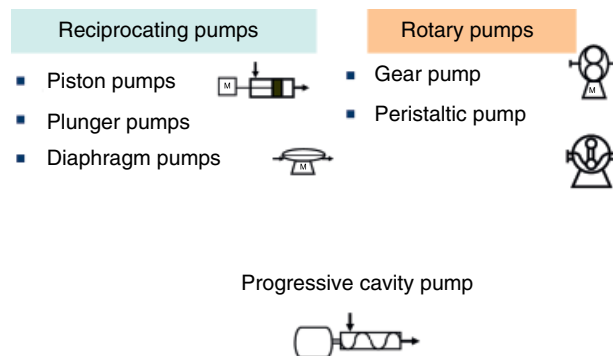 Reciprocating pumps
Piston pumps
M
Plunger pumps
Diaphragm pumps
M
Rotary pumps
Gear pump
M
Peristaltic pump
Progressive cavity pump